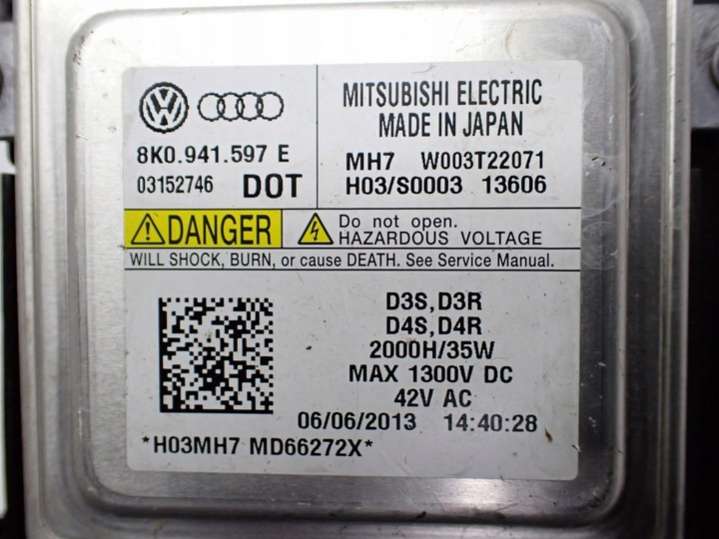 MITSUBISHI ELECTRIC
MADE IN JAPAN
8K0.941.597 E
03152746 DOT
MH7 W003T22071
H03/S0003 13606
DANGER
Do not open.
HAZARDOUS VOLTAGE
WILL SHOCK, BURN, or cause DEATH. See Service Manual.
D3S,D3R
D4S,D4R
2000H/35W
MAX 1300V DC
42V AC
06/06/2013 14:40:28
*H03MH7 MD66272X*